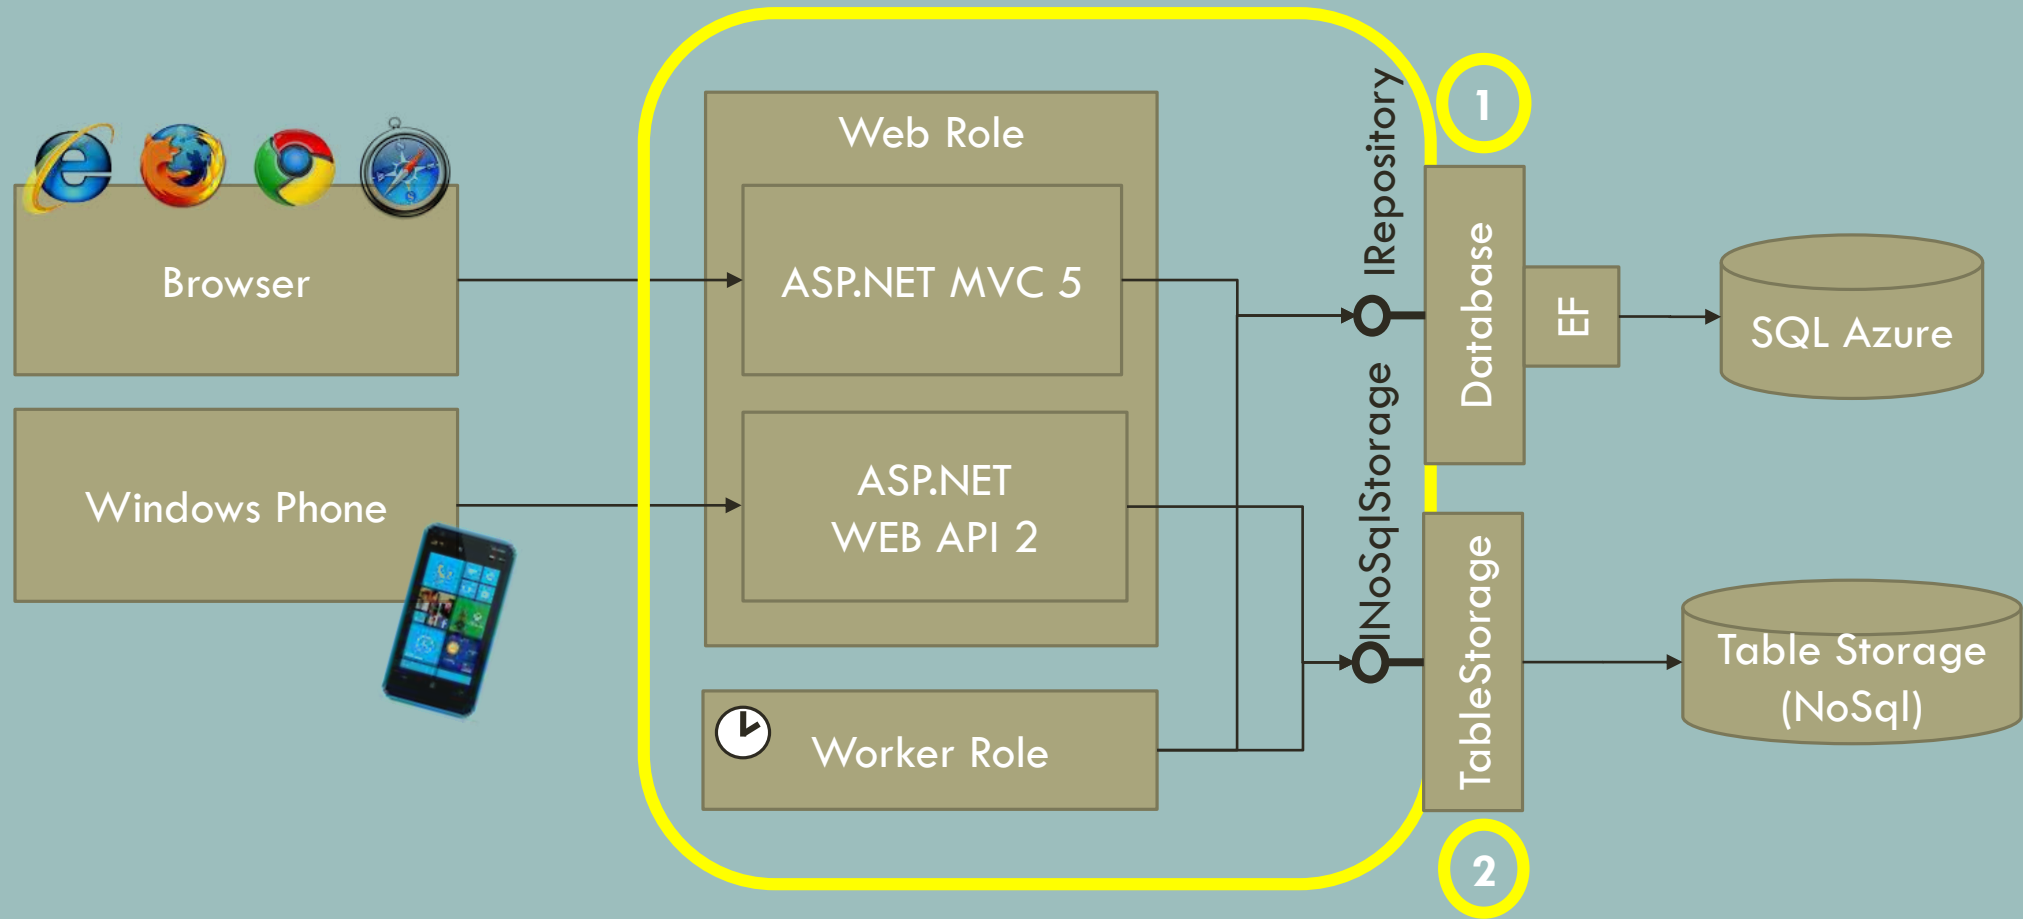 Browser
Windows Phone
Web Role
ASP.NET MVC 5
ASP.NET
WEB API 2
Worker Role
IRepository
INoSqlStorage
1
Database
EF
SQL Azure
TableStorage
Table Storage
(NoSql)
2